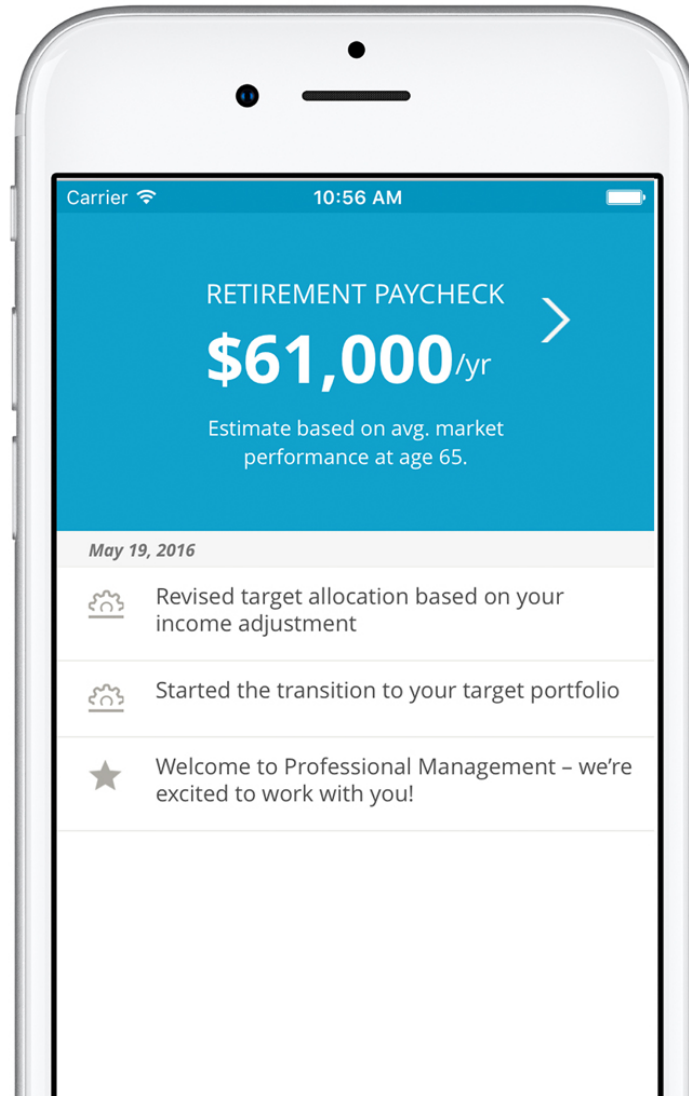 Carrier 10:56 AM
RETIREMENT PAYCHECK
$61,000/yr
Estimate based on avg. market
performance at age 65.
May 19, 2016
Revised target allocation based on your
income adjustment
Started the transition to your target portfolio
Welcome to Professional Management – we’re
excited to work with you!